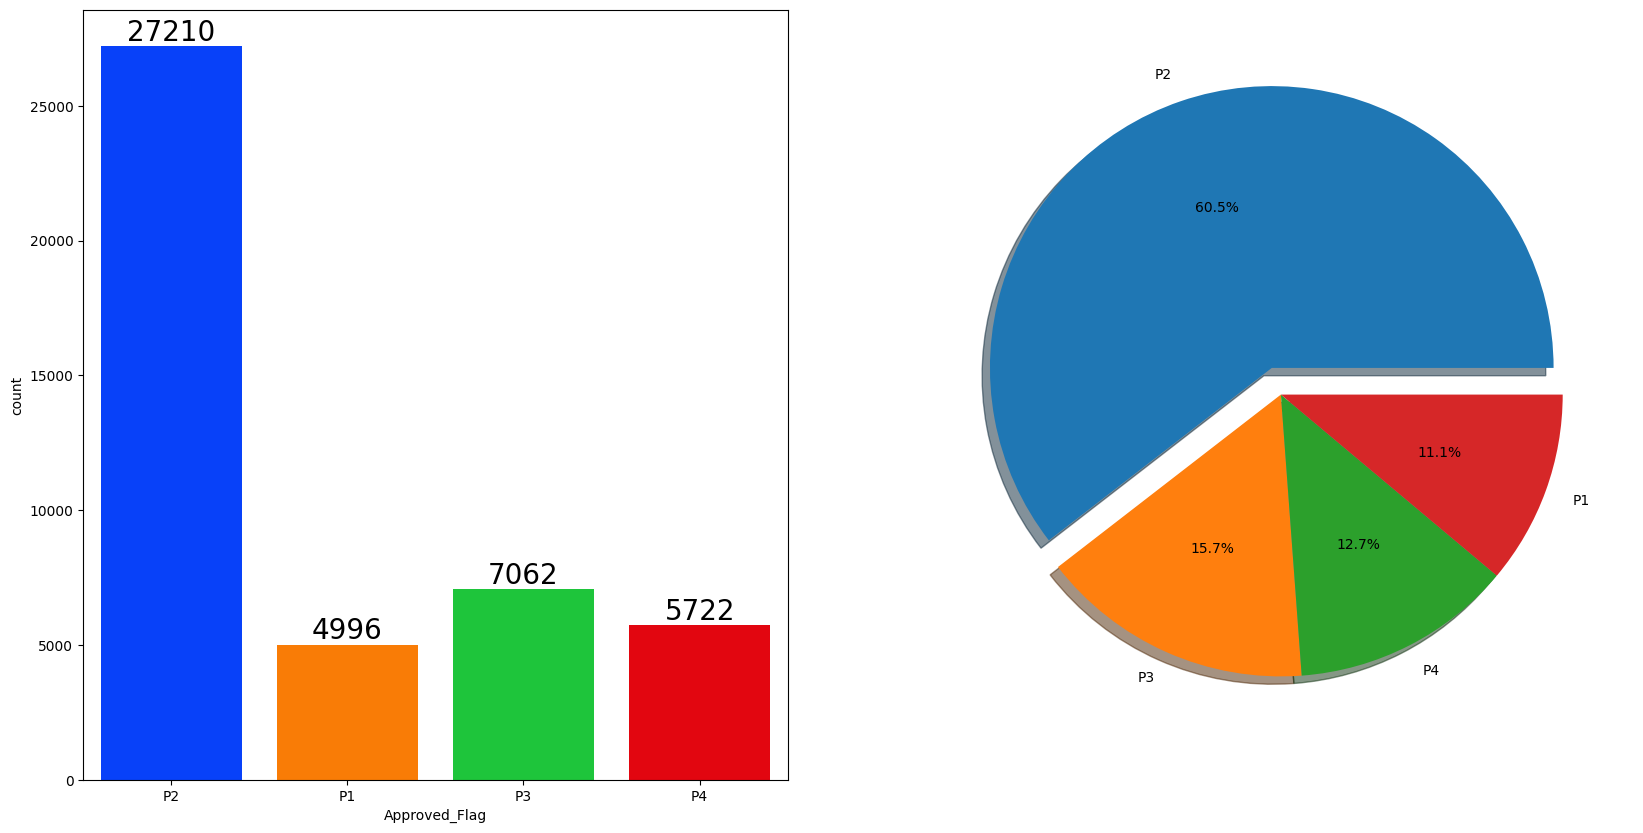 27210
25000
20000
15000
10000
5000
0
count
4996
7062
5722
P2 P1 P3 P4
Approved_Flag
P2
60.5%
11.1%
P1
15.7%
12.7%
P3
P4